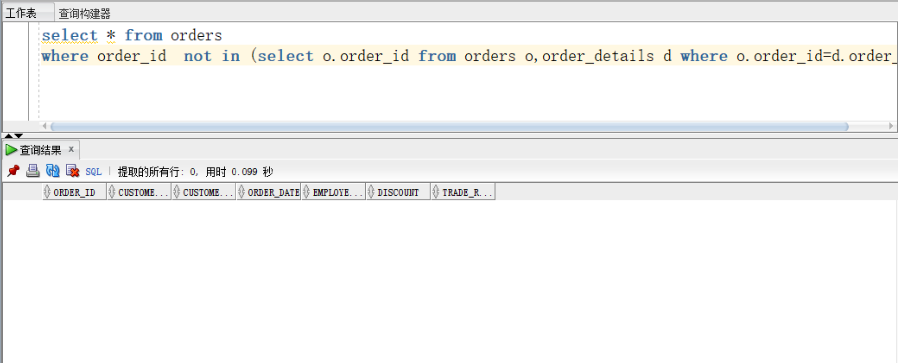 工作表 查询构建器
select * from orders
where order_id  not in (select o.order_id from orders o,order_details d where o.order_id=d.order_
查询结果 x
SQL | 提取的所有行: 0, 用时 0.099 秒
ORDER_ID CUSTOME... CUSTOME... ORDER_DATE EMPLOYE... DISCOUNT TRADE_R...